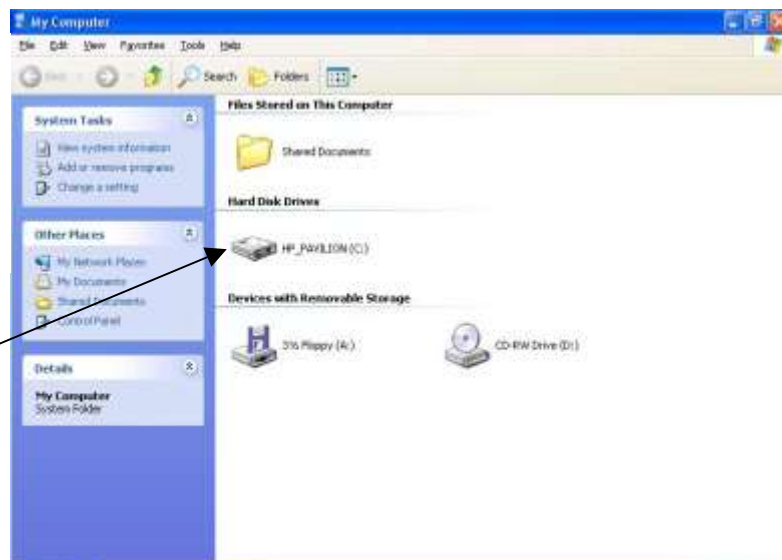 My Computer
File Edit View Favorites Tools Help
Back Search Folders
System Tasks
View system information
Add or remove programs
Change a setting
Other Places
My Network Places
My Documents
Shared Documents
Control Panel
Details
My Computer
System Folder
Files Stored on This Computer
Shared Documents
Hard Disk Drives
HP_PAVILION (C:)
Devices with Removable Storage
3½ Floppy (A:)
CD-RW Drive (D:)